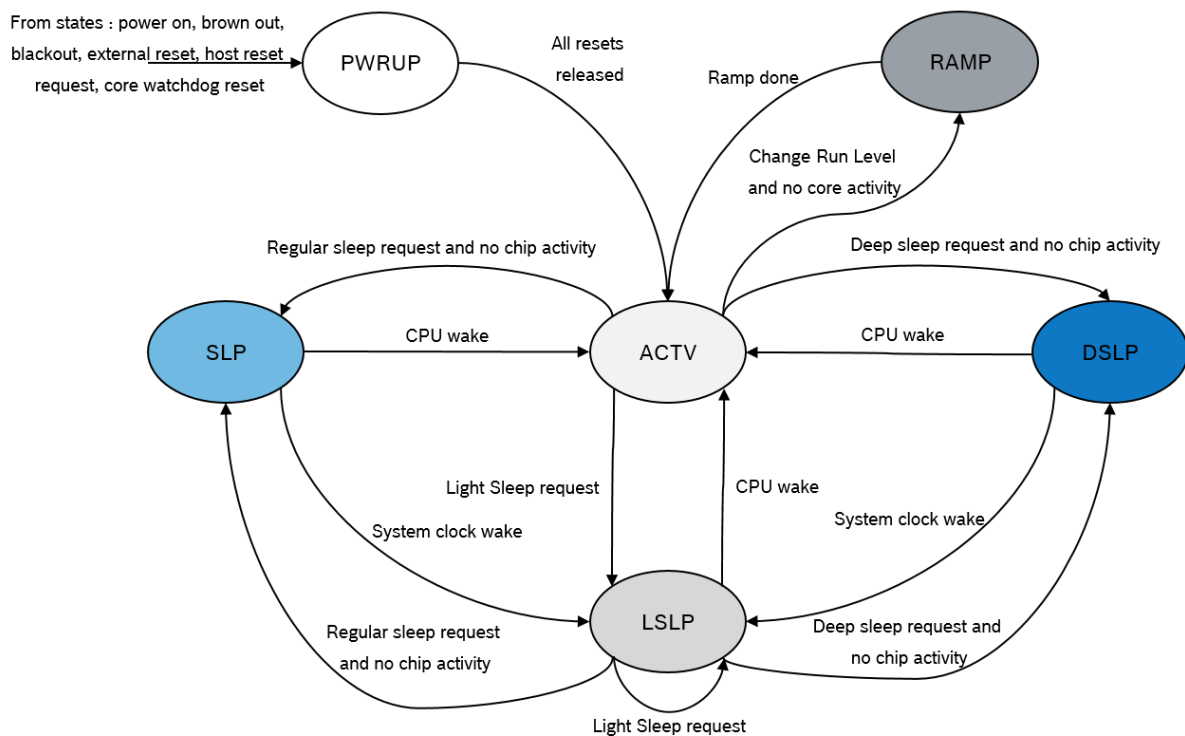 From states : power on, brown out,
blackout, external reset, host reset
request, core watchdog reset
PWRUP
All resets
released
Ramp done
RAMP
Change Run Level
and no core activity
Regular sleep request and no chip activity
Deep sleep request and no chip activity
SLP
CPU wake
ACTV
CPU wake
DSLP
Light Sleep request
CPU wake
System clock wake
System clock wake
LSLP
Regular sleep request
and no chip activity
Deep sleep request and
no chip activity
Light Sleep request